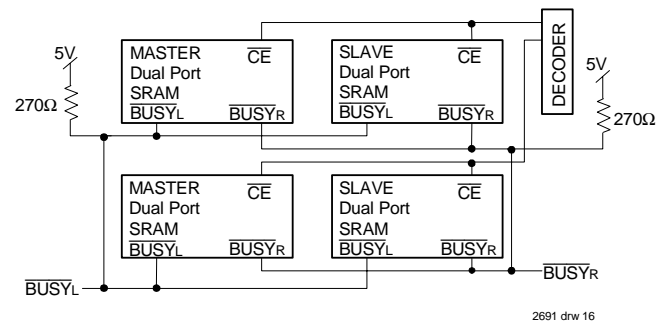 MASTER
Dual Port
SRAM
BUSYL
CE
BUSYR
SLAVE
Dual Port
SRAM
BUSYL
CE
BUSYR
DECODER
5V
270Ω
5V
270Ω
MASTER
Dual Port
SRAM
BUSYL
CE
BUSYR
SLAVE
Dual Port
SRAM
BUSYL
CE
BUSYR
BUSYL
BUSYR
2691 drw 16